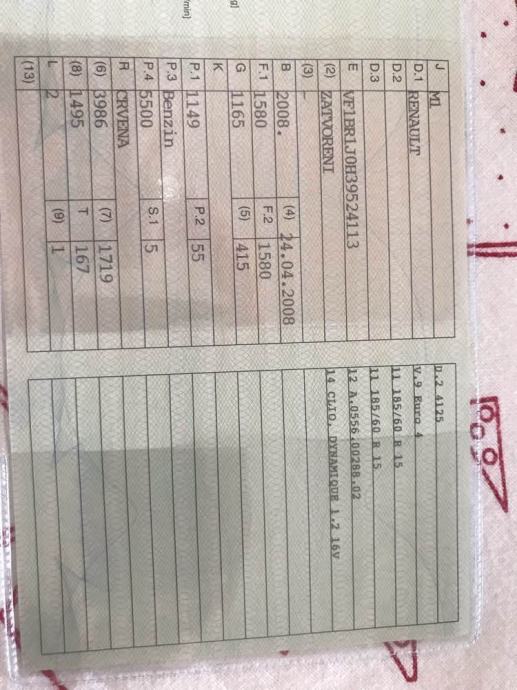 J M1
D.1 RENAULT
D.2
D.3
E VF1BR1J0H39524113
(2) ZATVORENI
(3) -
B 2008. (4) 24.04.2008
F.1 1580 F.2 1580
G 1165 (5) 415
K
P.1 1149 P.2 55
P.3 Benzin
P.4 5500 S.1 5
R CRVENA
(6) 3986 (7) 1719
(8) 1495 T 167
L 2 (9) 1
(13)
D.2 4125
V.9 Euro 4
11 185/60 R 15
11 185/60 R 15
12 A.0556.00288.02
14 CLIO, DYNAMIQUE 1.2 16V
g)
/min)